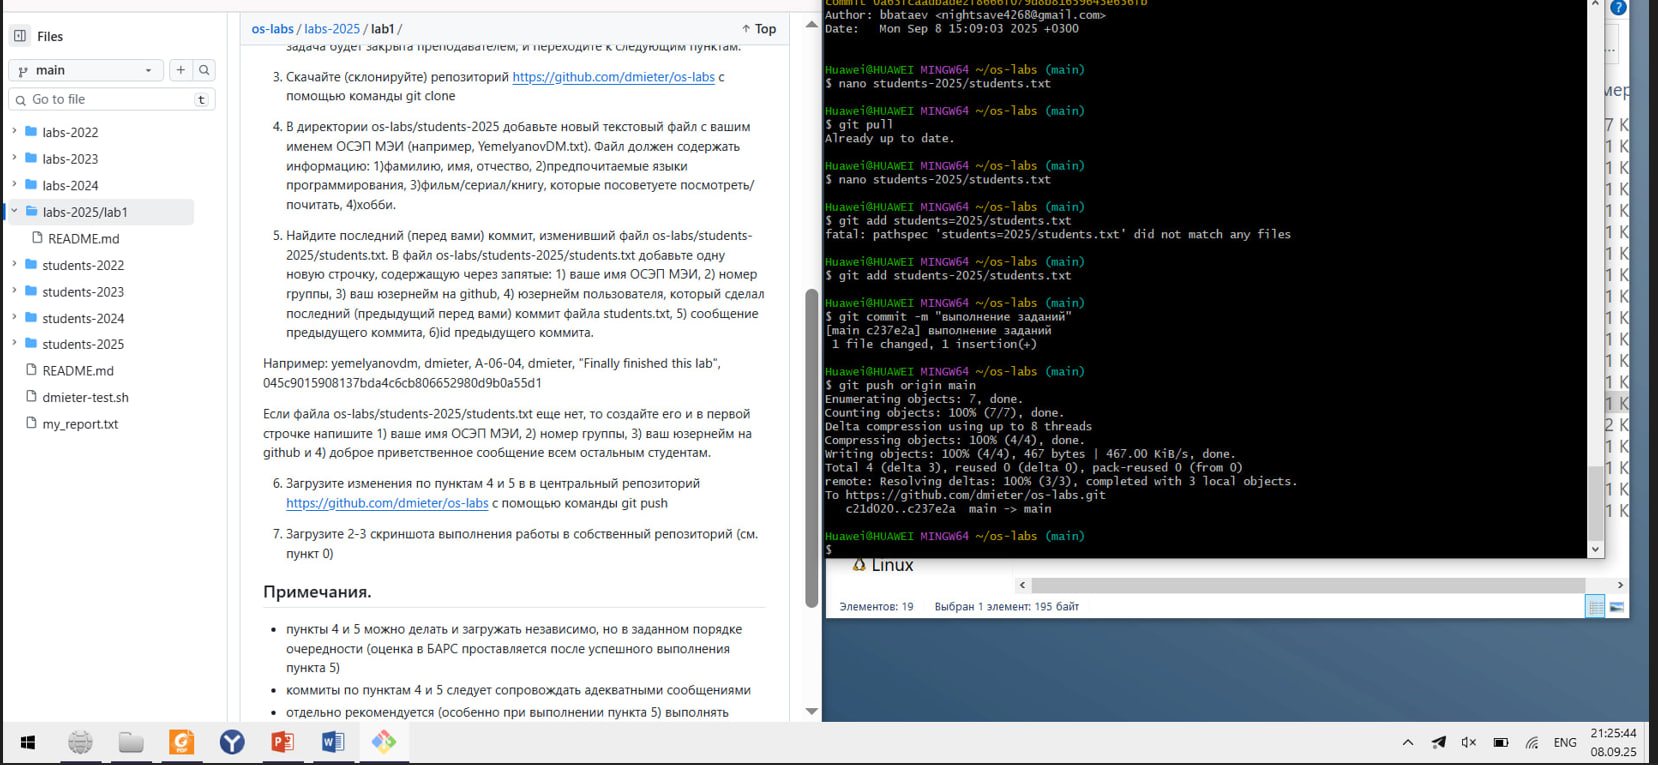 Files
main
Go to file
t
labs-2022
labs-2023
labs-2024
labs-2025/lab1
README.md
students-2022
students-2023
students-2024
students-2025
README.md
dmieter-test.sh
my_report.txt
os-labs / labs-2025 / lab1 /
↑ Top
задача будет закрыта преподавателем, и переходите к следующим пунктам.
3. Скачайте (склонируйте) репозиторий https://github.com/dmieter/os-labs с
помощью команды git clone
4. В директории os-labs/students-2025 добавьте новый текстовый файл с вашим
именем ОСЭП МЭИ (например, YemelyanovDM.txt). Файл должен содержать
информацию: 1)фамилию, имя, отчество, 2)предпочитаемые языки
программирования, 3)фильм/сериал/книгу, которые посоветуете посмотреть/
почитать, 4)хобби.
5. Найдите последний (перед вами) коммит, изменивший файл os-labs/students-
2025/students.txt. В файл os-labs/students-2025/students.txt добавьте одну
новую строчку, содержащую через запятые: 1) ваше имя ОСЭП МЭИ, 2) номер
группы, 3) ваш юзернейм на github, 4) юзернейм пользователя, который сделал
последний (предыдущий перед вами) коммит файла students.txt, 5) сообщение
предыдущего коммита, 6)id предыдущего коммита.
Например: yemelyanovdm, dmieter, A-06-04, dmieter, "Finally finished this lab",
045c9015908137bda4c6cb806652980d9b0a55d1
Если файла os-labs/students-2025/students.txt еще нет, то создайте его и в первой
строчке напишите 1) ваше имя ОСЭП МЭИ, 2) номер группы, 3) ваш юзернейм на
github и 4) доброе приветственное сообщение всем остальным студентам.
6. Загрузите изменения по пунктам 4 и 5 в в центральный репозиторий
https://github.com/dmieter/os-labs с помощью команды git push
7. Загрузите 2-3 скриншота выполнения работы в собственный репозиторий (см.
пункт 0)
Примечания.
• пункты 4 и 5 можно делать и загружать независимо, но в заданном порядке
очередности (оценка в БАРС проставляется после успешного выполнения
пункта 5)
• коммиты по пунктам 4 и 5 следует сопровождать адекватными сообщениями
• отдельно рекомендуется (особенно при выполнении пункта 5) выполнять
Author: bbataev <nightsave4268@gmail.com>
Date:   Mon Sep 8 15:09:03 2025 +0300
Huawei@HUAWEI MINGW64 ~/os-labs (main)
$ nano students-2025/students.txt
Huawei@HUAWEI MINGW64 ~/os-labs (main)
$ git pull
Already up to date.
Huawei@HUAWEI MINGW64 ~/os-labs (main)
$ nano students-2025/students.txt
Huawei@HUAWEI MINGW64 ~/os-labs (main)
$ git add students=2025/students.txt
fatal: pathspec 'students=2025/students.txt' did not match any files
Huawei@HUAWEI MINGW64 ~/os-labs (main)
$ git add students-2025/students.txt
Huawei@HUAWEI MINGW64 ~/os-labs (main)
$ git commit -m "выполнение заданий"
[main c237e2a] выполнение заданий
 1 file changed, 1 insertion(+)
Huawei@HUAWEI MINGW64 ~/os-labs (main)
$ git push origin main
Enumerating objects: 7, done.
Counting objects: 100% (7/7), done.
Delta compression using up to 8 threads
Compressing objects: 100% (4/4), done.
Writing objects: 100% (4/4), 467 bytes | 467.00 KiB/s, done.
Total 4 (delta 3), reused 0 (delta 0), pack-reused 0 (from 0)
remote: Resolving deltas: 100% (3/3), completed with 3 local objects.
To https://github.com/dmieter/os-labs.git
   c21d020..c237e2a  main -> main
Huawei@HUAWEI MINGW64 ~/os-labs (main)
$
мер
7 К
1 К
1 К
1 К
1 К
1 К
1 К
1 К
1 К
1 К
1 К
1 К
1 К
1 К
2 К
1 К
1 К
1 К
1 К
Linux
Элементов: 19
Выбран 1 элемент: 195 байт
ENG
21:25:44
08.09.25